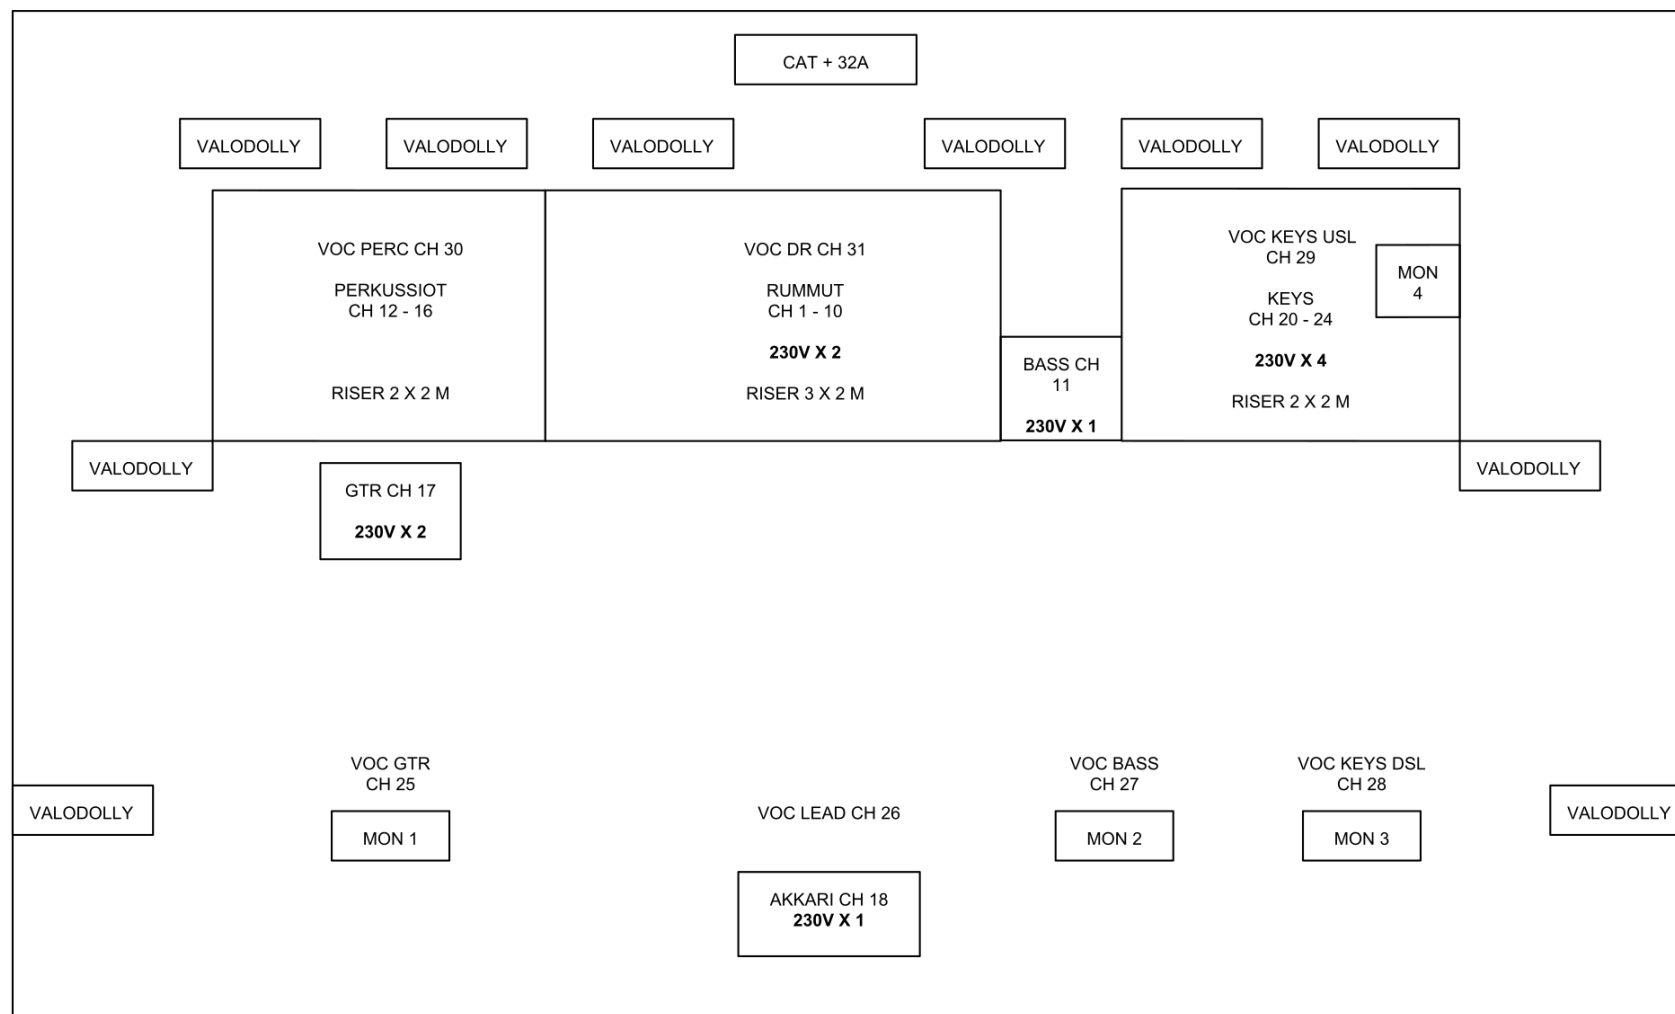 CAT + 32A
VALODOLLY
VALODOLLY
VALODOLLY
VALODOLLY
VALODOLLY
VALODOLLY
VOC PERC CH 30
PERKUSSIOT
CH 12 - 16
RISER 2 X 2 M
VOC DR CH 31
RUMMUT
CH 1 - 10
230V X 2
RISER 3 X 2 M
BASS CH
11
230V X 1
VOC KEYS USL
CH 29
KEYS
CH 20 - 24
230V X 4
RISER 2 X 2 M
MON
4
VALODOLLY
GTR CH 17
230V X 2
VALODOLLY
VALODOLLY
VOC GTR
CH 25
MON 1
VOC LEAD CH 26
AKKARI CH 18
230V X 1
VOC BASS
CH 27
MON 2
VOC KEYS DSL
CH 28
MON 3
VALODOLLY